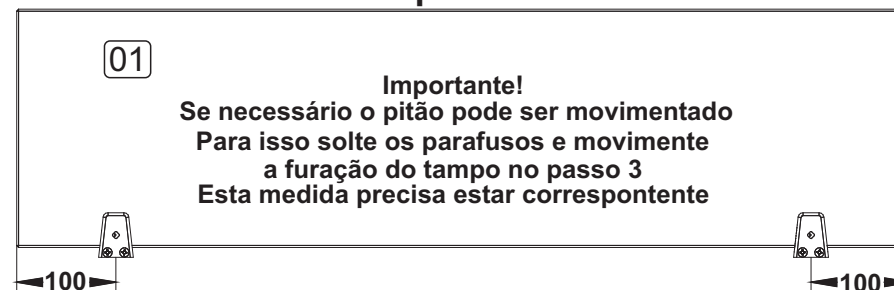 01
Importante!
Se necessário o pitão pode ser movimentado
Para isso solte os parafusos e movimente
a furação do tampo no passo 3
Esta medida precisa estar correspontente
100
100